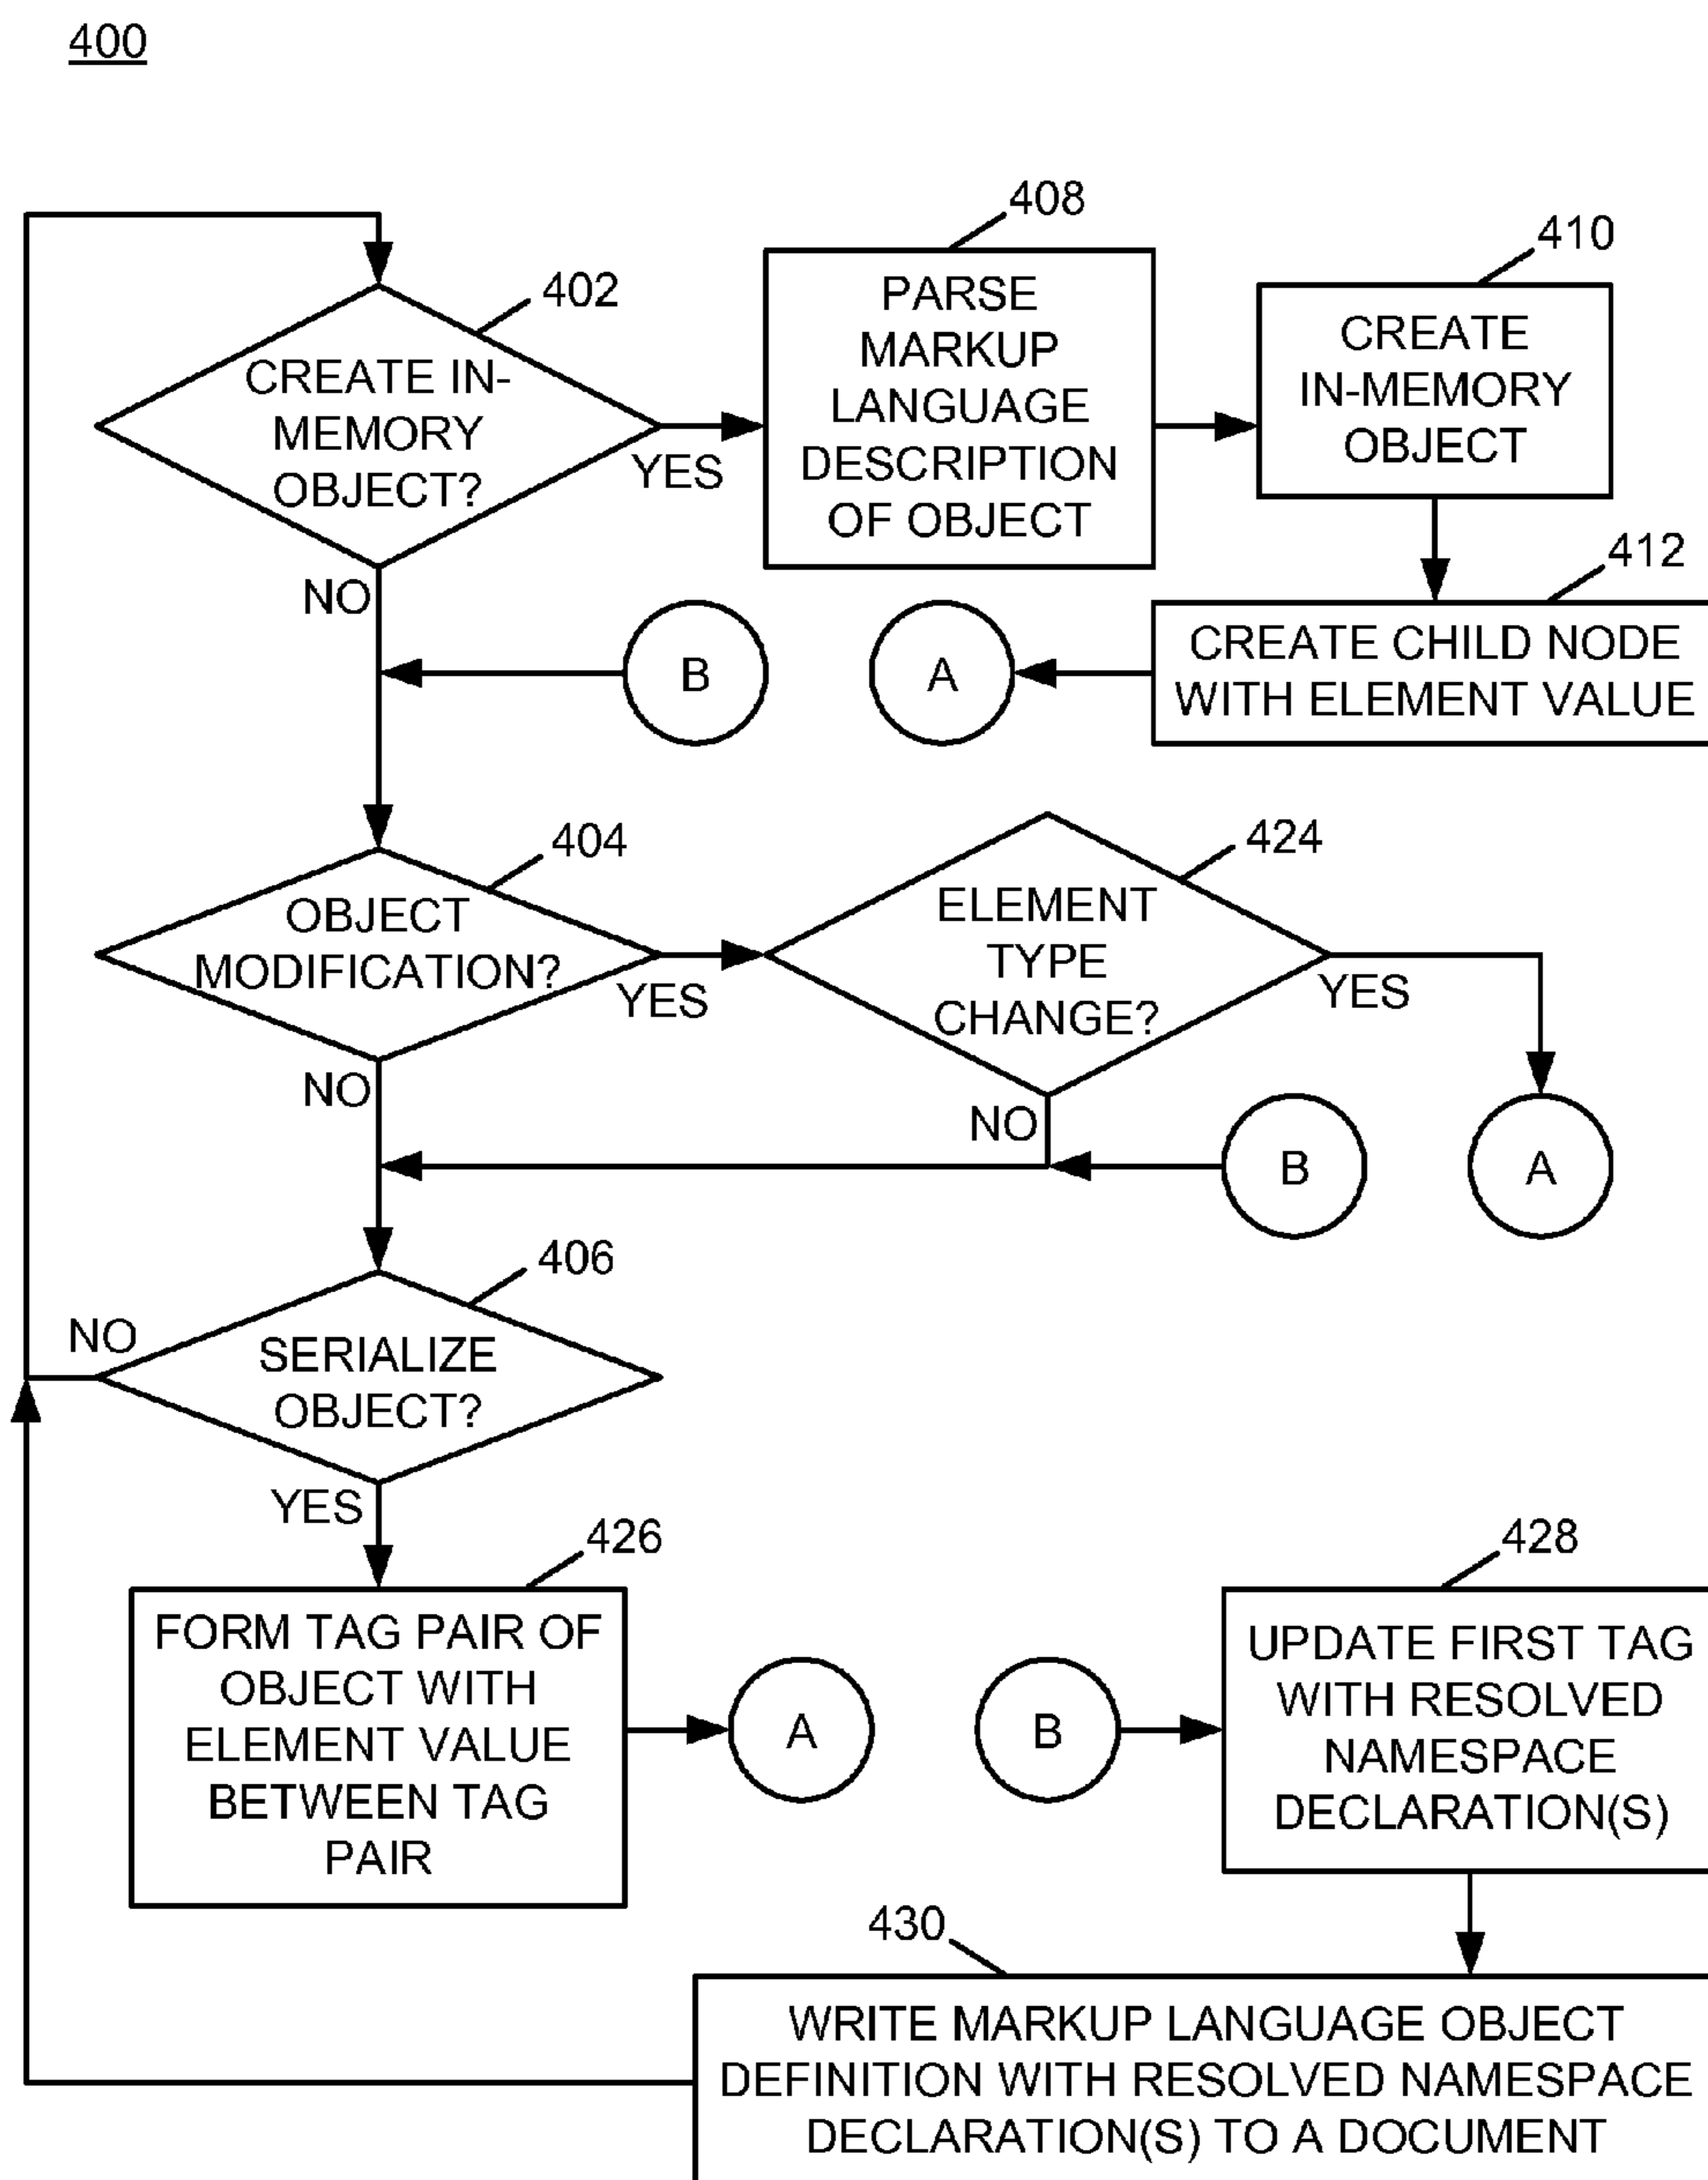 400
408
410
402
PARSE
MARKUP
LANGUAGE
DESCRIPTION
OF OBJECT
CREATE
IN-MEMORY
OBJECT
CREATE IN-
MEMORY
OBJECT?
YES
NO
412
CREATE CHILD NODE
WITH ELEMENT VALUE
B
A
404
424
OBJECT
MODIFICATION?
YES
ELEMENT
TYPE
CHANGE?
YES
NO
NO
B
A
406
NO
SERIALIZE
OBJECT?
YES
426
428
FORM TAG PAIR OF
OBJECT WITH
ELEMENT VALUE
BETWEEN TAG
PAIR
A
B
UPDATE FIRST TAG
WITH RESOLVED
NAMESPACE
DECLARATION(S)
430
WRITE MARKUP LANGUAGE OBJECT
DEFINITION WITH RESOLVED NAMESPACE
DECLARATION(S) TO A DOCUMENT